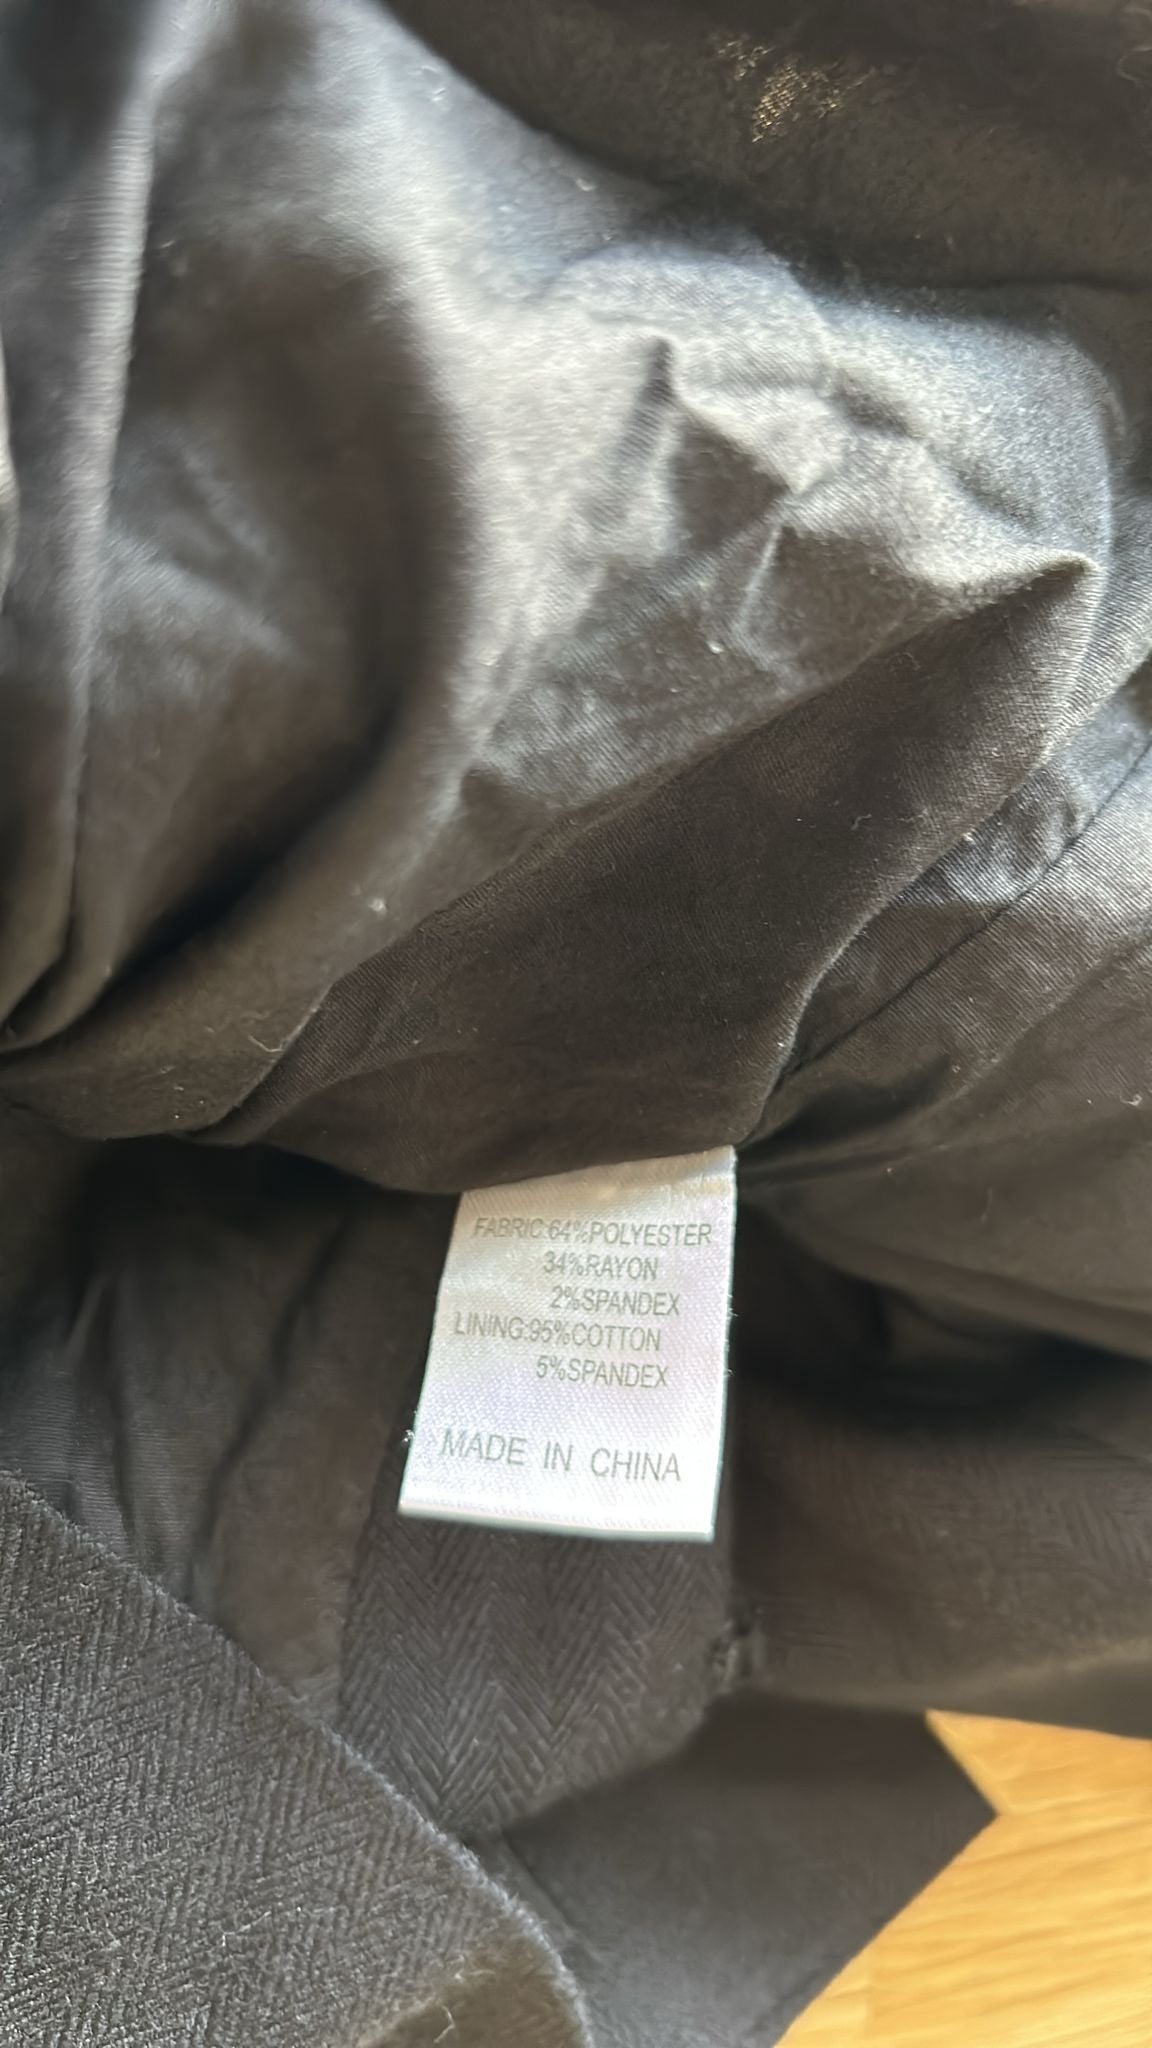 FABRIC:64%POLYESTER
34%RAYON
2%SPANDEX
LINING:95%COTTON
5%SPANDEX
MADE IN CHINA